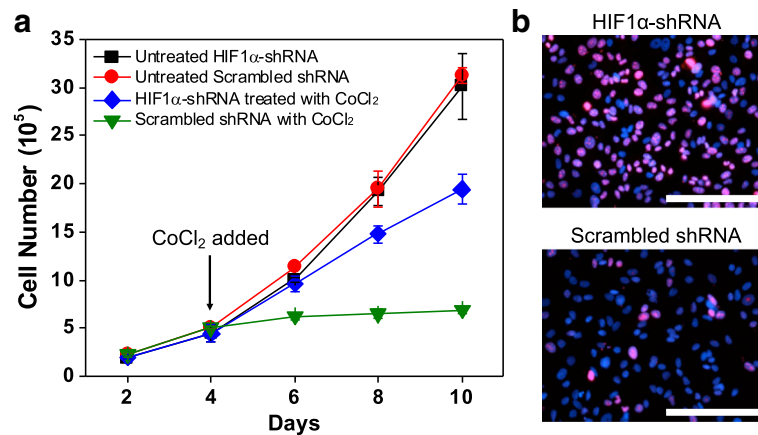 a
35
30
25
20
15
10
5
0
Cell Number (10⁵)
Untreated HIF1α-shRNA
Untreated Scrambled shRNA
HIF1α-shRNA treated with CoCl₂
Scrambled shRNA with CoCl₂
CoCl₂ added
2 4 6 8 10
Days
b
HIF1α-shRNA
Scrambled shRNA